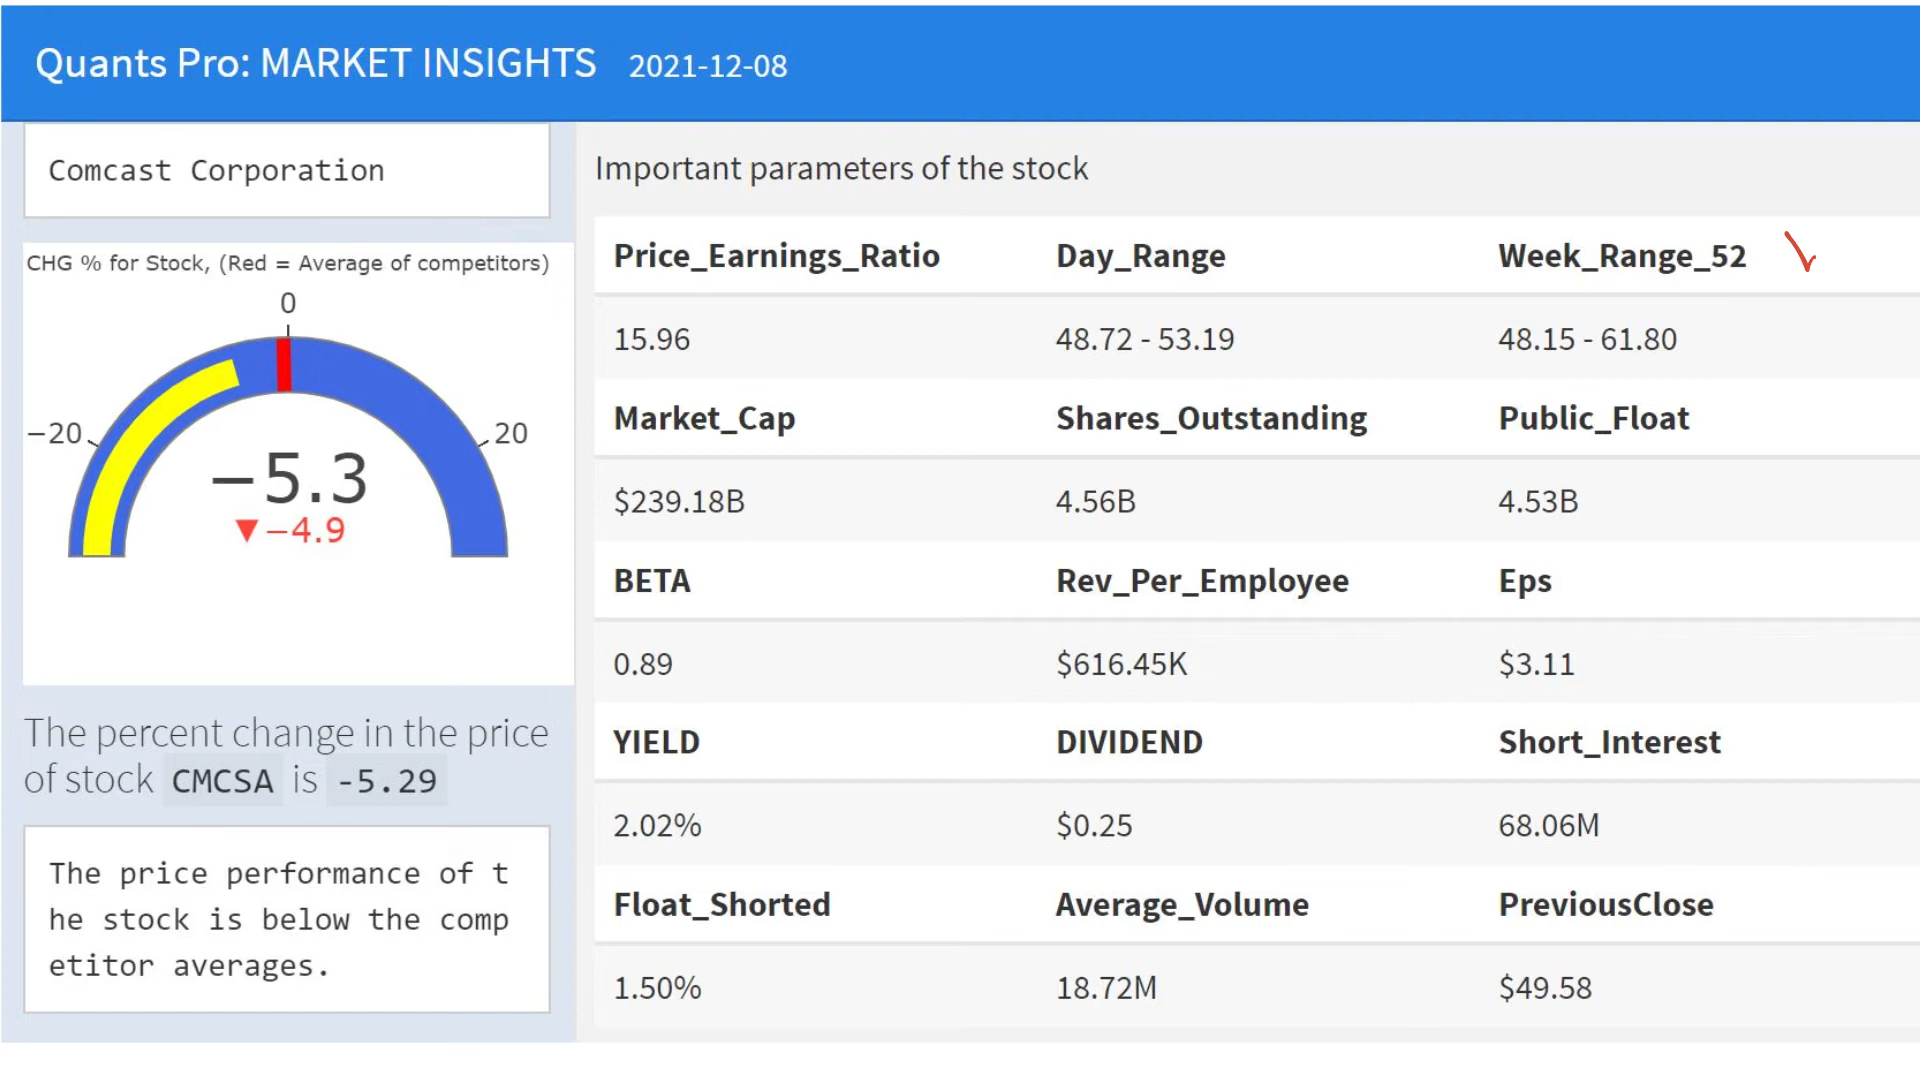 Quants Pro: MARKET INSIGHTS 2021-12-08
Comcast Corporation
CHG % for Stock, (Red = Average of competitors)
0
−20
20
−5.3
▼−4.9
The percent change in the price
of stock CMCSA is -5.29
The price performance of t
he stock is below the comp
etitor averages.
Important parameters of the stock
Price_Earnings_Ratio Day_Range Week_Range_52
15.96 48.72 - 53.19 48.15 - 61.80
Market_Cap Shares_Outstanding Public_Float
$239.18B 4.56B 4.53B
BETA Rev_Per_Employee Eps
0.89 $616.45K $3.11
YIELD DIVIDEND Short_Interest
2.02% $0.25 68.06M
Float_Shorted Average_Volume PreviousClose
1.50% 18.72M $49.58